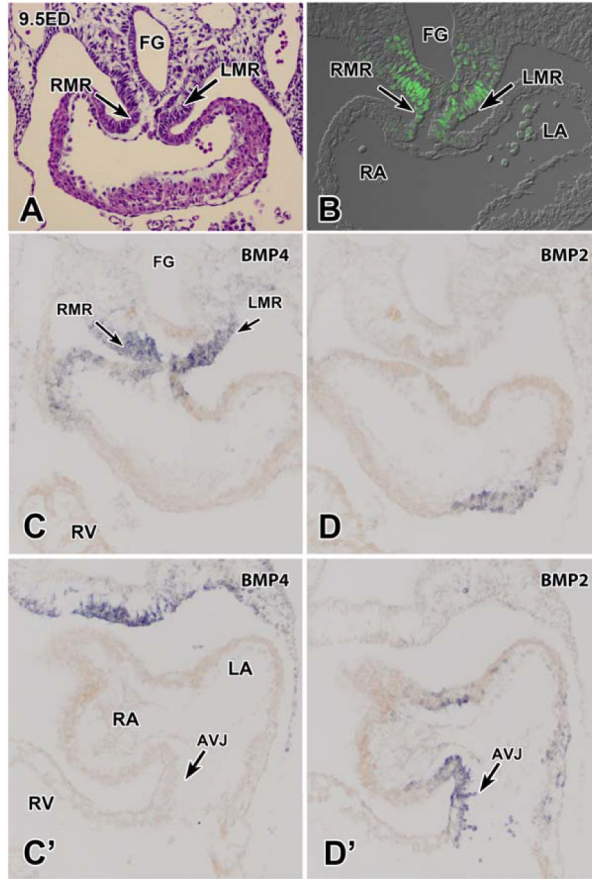 9.5ED
FG
RMR
LMR
A
FG
RMR
LMR
LA
RA
B
BMP4
FG
RMR
LMR
RV
C
BMP2
D
BMP4
LA
RA
AVJ
RV
C'
BMP2
AVJ
D'